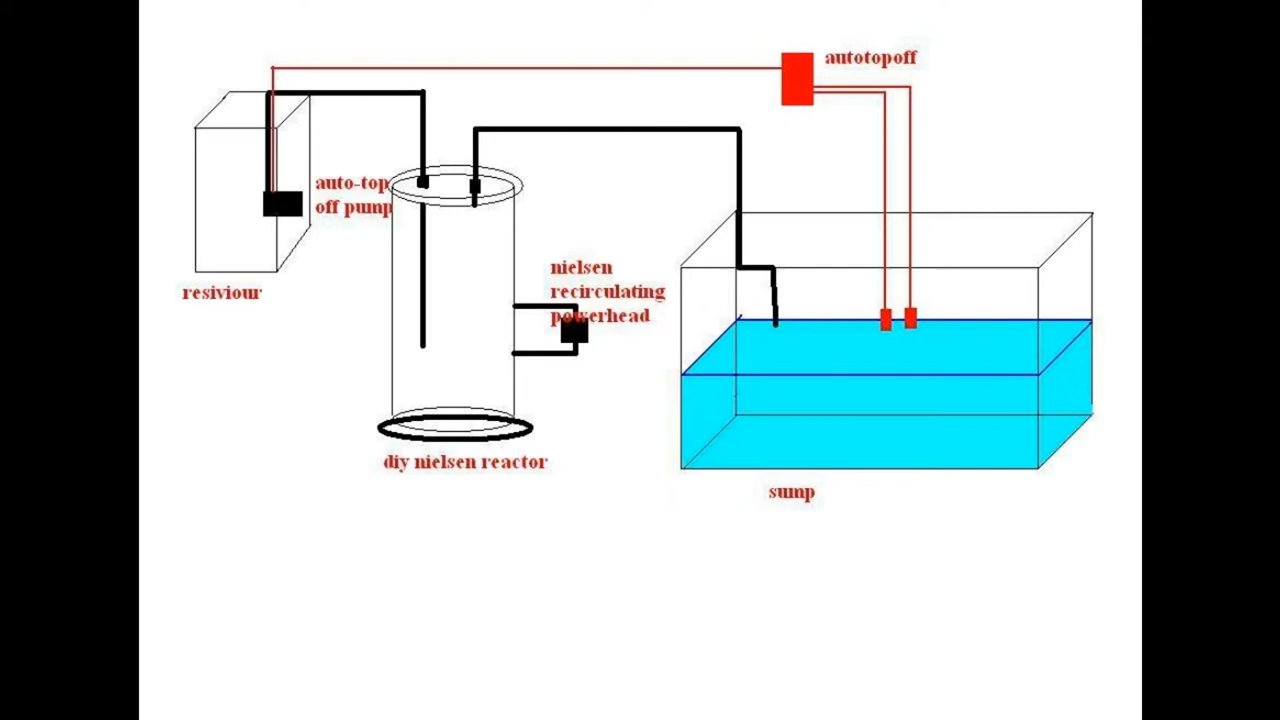 autotopoff
auto-top
off pump
nielsen
recirculating
powerhead
resiviour
diy nielsen reactor
sump